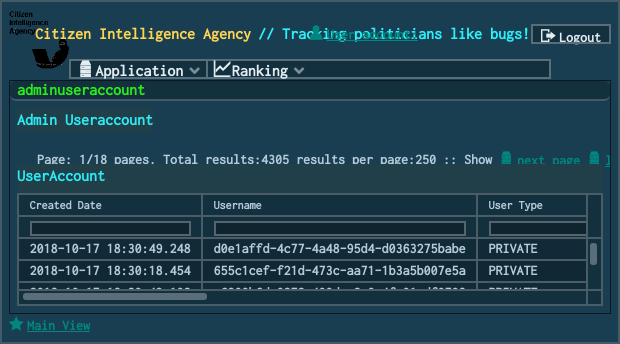 Citizen
Intelligence
Agency
Citizen Intelligence Agency // Tracking politicians like bugs!
Logout
Application Ranking
adminuseraccount
Admin Useraccount
Page: 1/18 pages. Total results:4305 results per page:250 :: Show next page
UserAccount
Created Date Username User Type
2018-10-17 18:30:49.248 d0e1affd-4c77-4a48-95d4-d0363275babe PRIVATE
2018-10-17 18:30:18.454 655c1cef-f21d-473c-aa71-1b3a5b007e5a PRIVATE
Main View